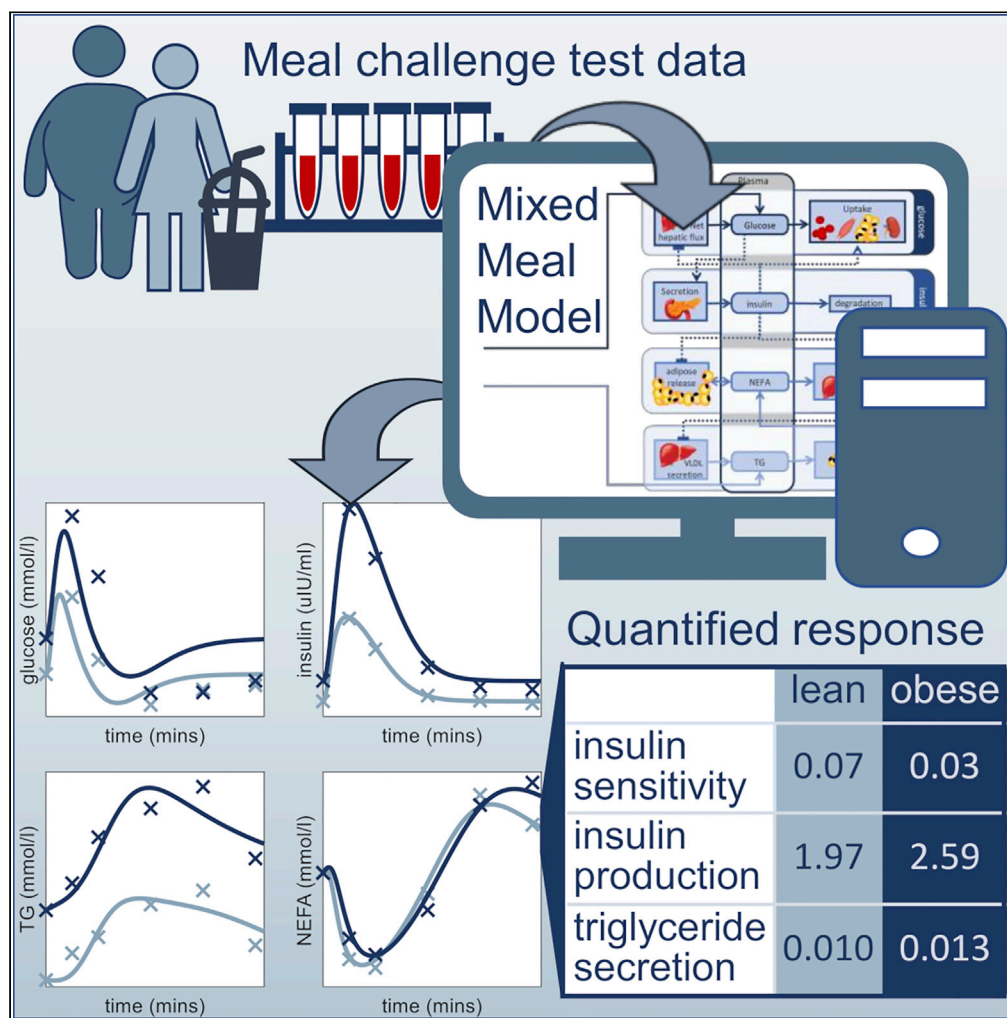 Meal challenge test data
Mixed
Meal
Model
Plasma
Net
hepatic flux
Glucose
Uptake
glucose
Secretion
insulin
degradation
adipose
release
NEFA
VLDL
secretion
TG
glucose (mmol/l)
time (mins)
insulin (uIU/ml)
time (mins)
TG (mmol/l)
time (mins)
NEFA (mmol/l)
time (mins)
Quantified response
lean obese
insulin
sensitivity 0.07 0.03
insulin
production 1.97 2.59
triglyceride
secretion 0.010 0.013